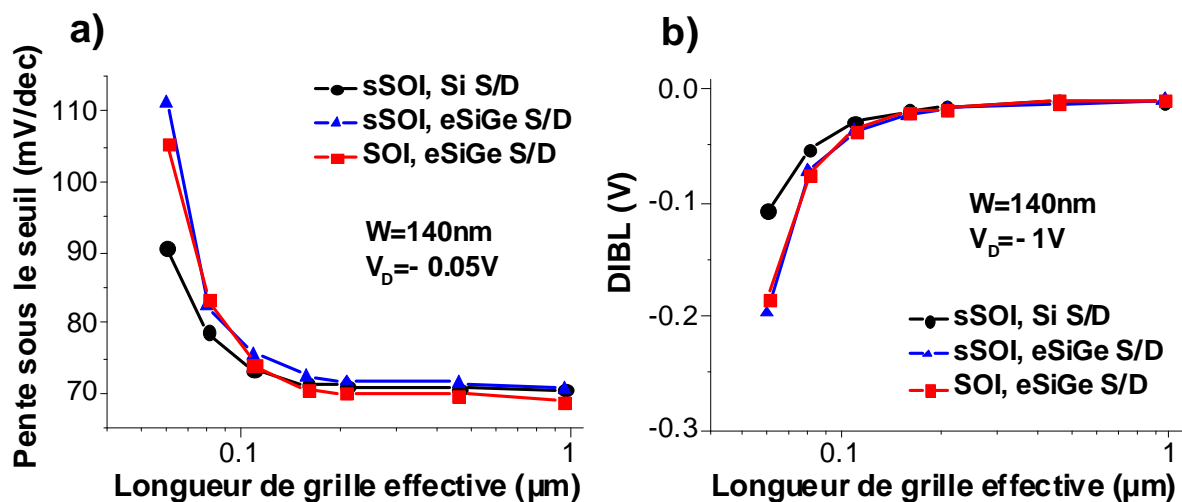 a)
Pente sous le seuil (mV/dec)
110
100
90
80
70
sSOI, Si S/D
sSOI, eSiGe S/D
SOI, eSiGe S/D
W=140nm
V_D=- 0.05V
0.1
1
Longueur de grille effective (µm)
b)
DIBL (V)
0.0
-0.1
-0.2
-0.3
W=140nm
V_D=- 1V
sSOI, Si S/D
sSOI, eSiGe S/D
SOI, eSiGe S/D
0.1
1
Longueur de grille effective (µm)